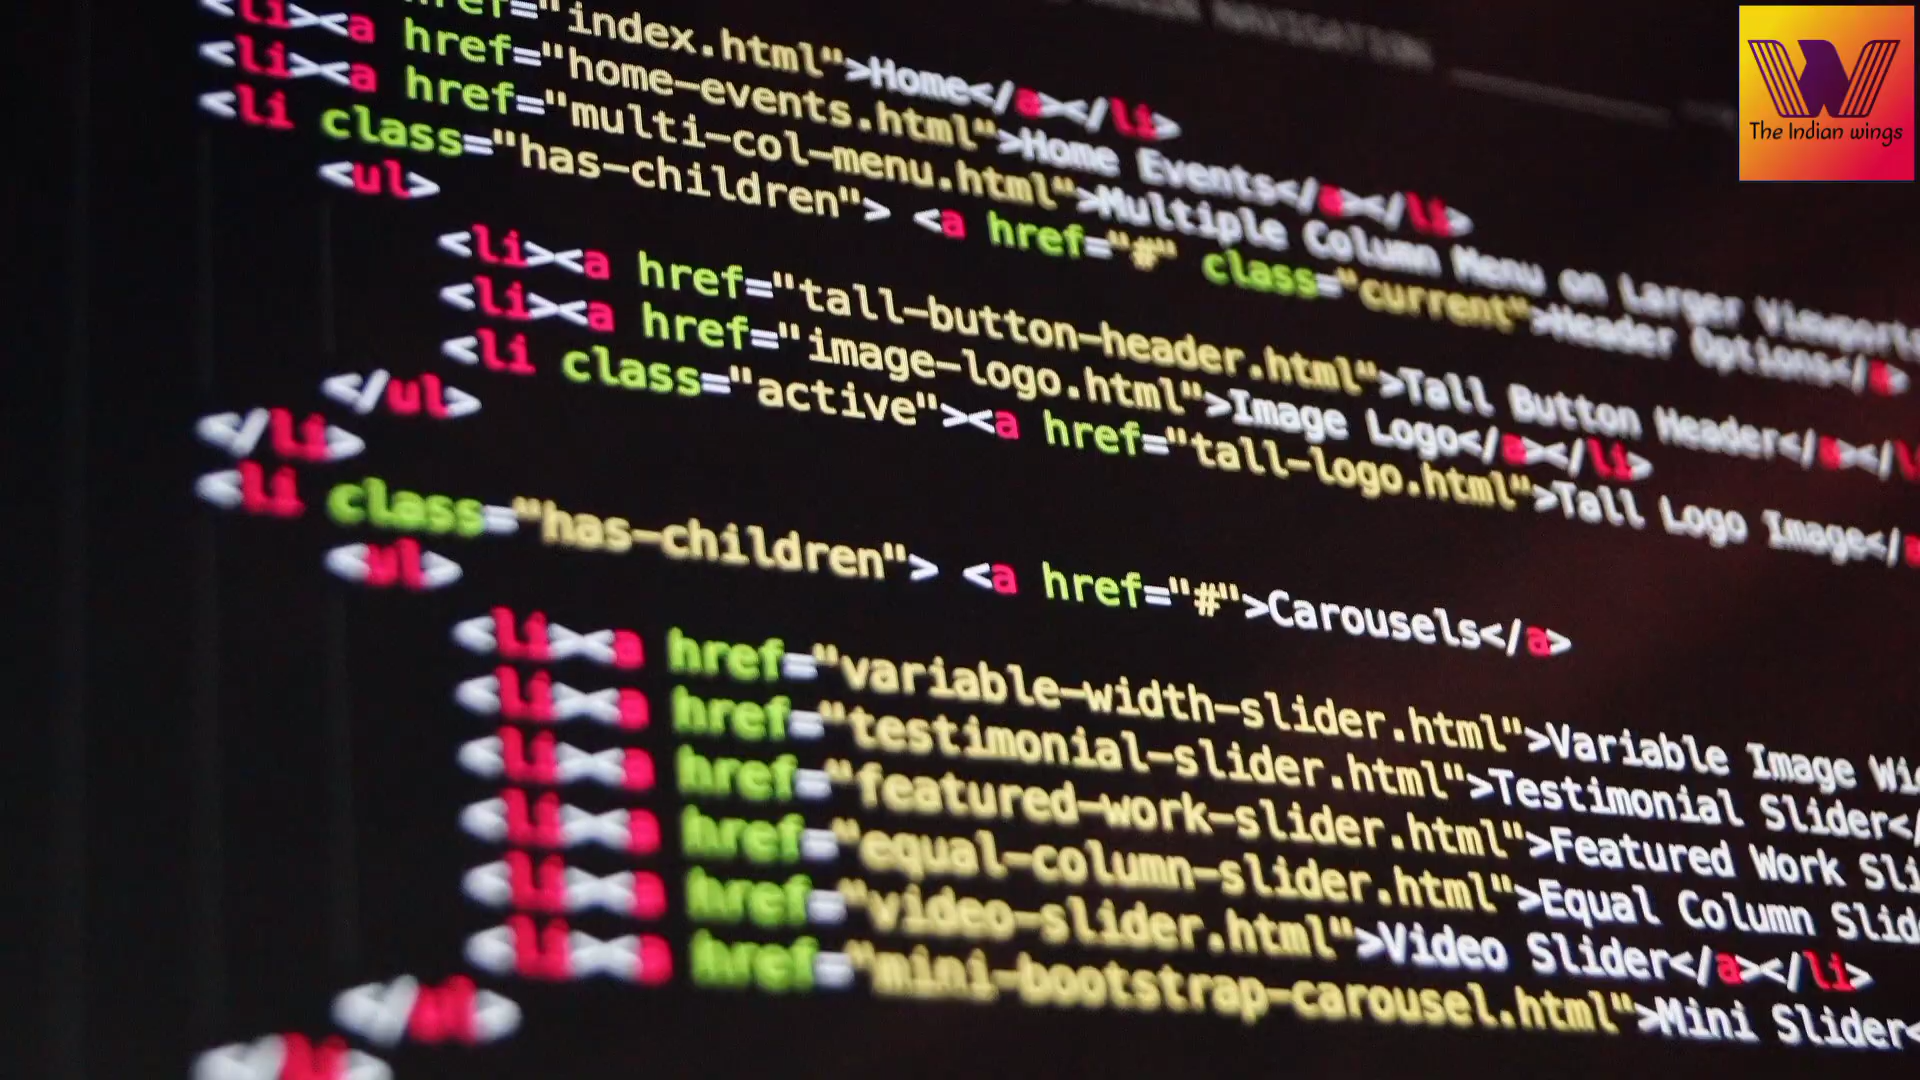 The Indian wings
href="index.html">Home</a></li>
<li><a href="home-events.html">Home Events</a></li>
<li><a href="multi-col-menu.html">Multiple Column Menu on Larger Viewports
<li class="has-children"> <a href="#" class="current">Header Options</a>
<ul>
<li><a href="tall-button-header.html">Tall Button Header</a></
<li><a href="image-logo.html">Image Logo</a></li>
<li class="active"><a href="tall-logo.html">Tall Logo Image</a
</ul>
</li>
<li class="has-children"> <a href="#">Carousels</a>
<ul>
<li><a href="variable-width-slider.html">Variable Image
<li><a href="testimonial-slider.html">Testimonial Slider</
<li><a href="featured-work-slider.html">Featured Work
<li><a href="equal-column-slider.html">Equal Column
<li><a href="video-slider.html">Video Slider</a></li>
<li><a href="mini-bootstrap-carousel.html">Mini Slider<
</ul>